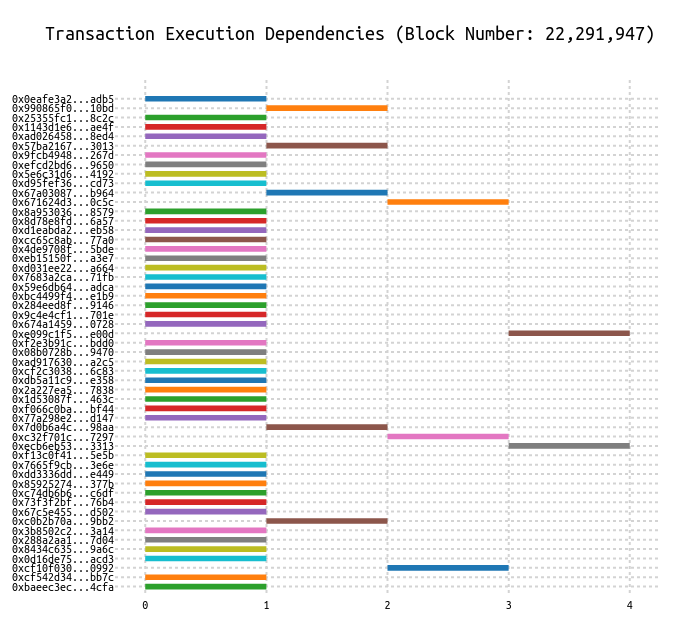 Transaction Execution Dependencies (Block Number: 22,291,947)
0x0eafe3a2...adb5
0x990865f0...10bd
0x25355fc1...8c2c
0x1143d1e6...ae4f
0xad026458...8ed4
0x57ba2167...3013
0x9fcb4948...267d
0xefcd2bd6...9650
0x5e6c31d6...4192
0xd95fef36...cd73
0x67a03087...b964
0x671624d3...0c5c
0x8a953036...8579
0x8d78e8fd...6a57
0xd1eabda2...eb58
0xcc65c8ab...77a0
0x4de9708f...5bde
0xeb15150f...a3e7
0xd031ee22...a664
0x7683a2ca...71fb
0x59e6db64...adca
0xbc4499f4...e1b9
0x284eed8f...9146
0x9c4e4cf1...701e
0x674a1459...0728
0xe099c1f5...e00d
0xf2e3b91c...bdd0
0x08b0728b...9470
0xad917630...a2c5
0xcf2c3038...6c83
0xdb5a11c9...e358
0x2a227ea5...7838
0x1d53087f...463c
0xf066c0ba...bf44
0x77a298e2...d147
0x7d0b6a4c...98aa
0xc32f701c...7297
0xecb6eb53...3313
0xf13c0f41...5e5b
0x7665f9cb...3e6e
0xdd3336dd...e449
0x85925274...377b
0xc74db6b6...c6df
0x73f3f2bf...76b4
0x67c5e455...d502
0xc0b2b70a...9bb2
0x3b8502c2...3a14
0x288a2aa1...7d04
0x8434c635...9a6c
0x0d16de75...acd3
0xcf10f030...0992
0xcf542d34...bb7c
0xbaeec3ec...4cfa
0 1 2 3 4